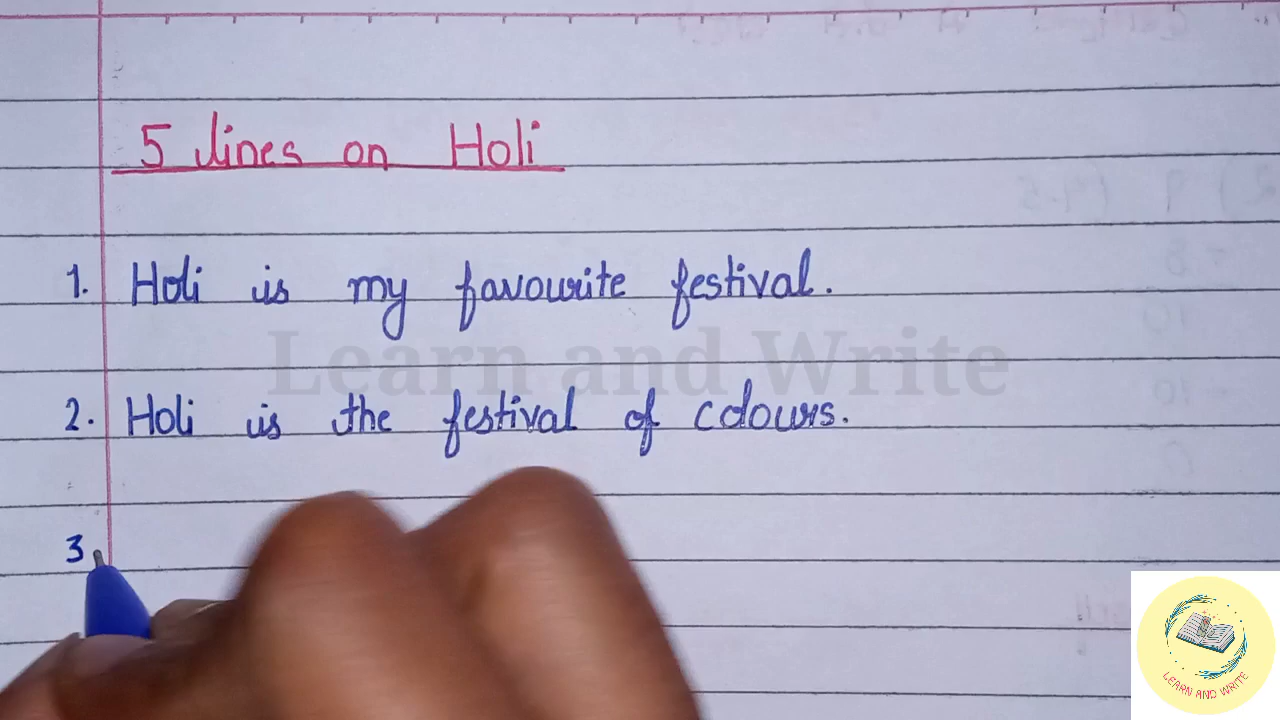 5 lines on Holi
1. Holi is my favourite festival.
Learn and Write
2. Holi is the festival of colours.
3
LEARN AND WRITE